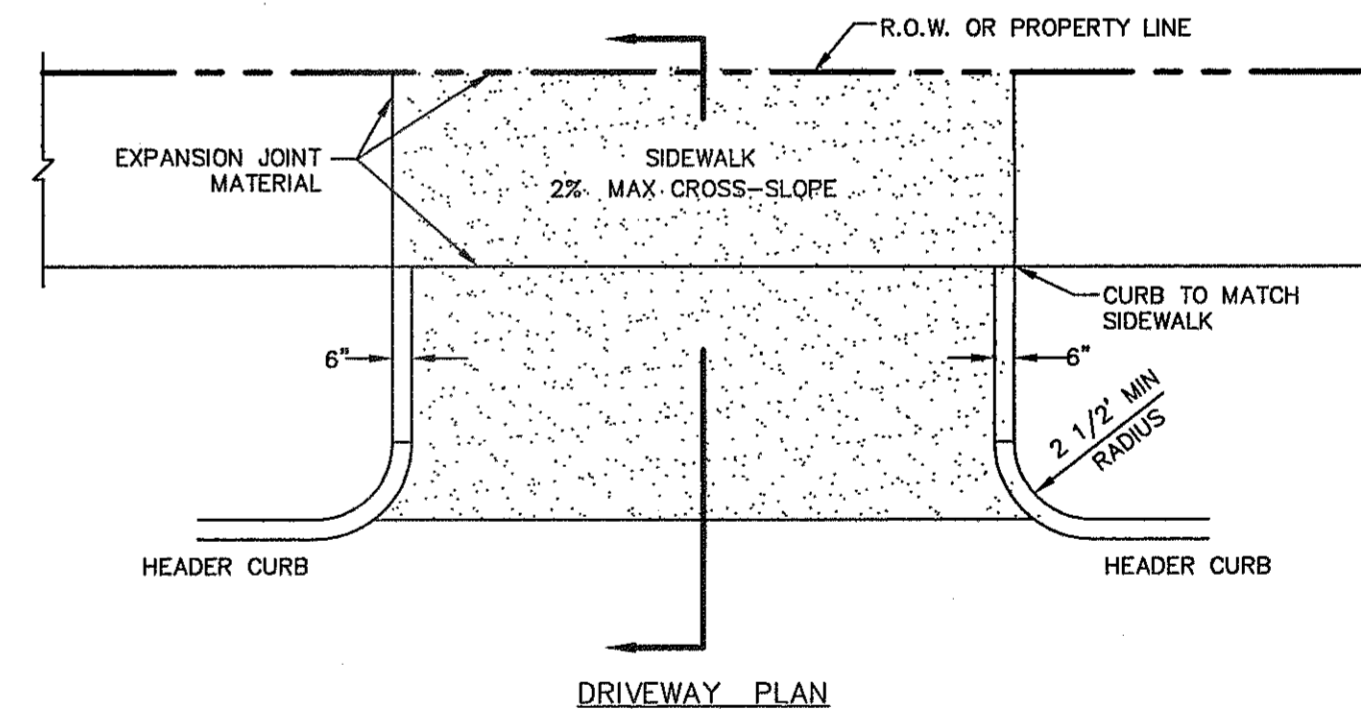 R.O.W. OR PROPERTY LINE
EXPANSION JOINT
MATERIAL
SIDEWALK
2% MAX CROSS-SLOPE
CURB TO MATCH
SIDEWALK
6"
6"
2 1/2' MIN
RADIUS
HEADER CURB
HEADER CURB
DRIVEWAY PLAN